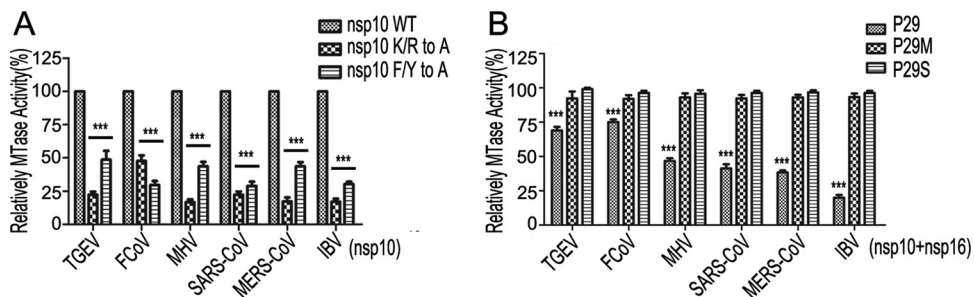 A
nsp10 WT
nsp10 K/R to A
nsp10 F/Y to A
Relatively MTase Activity(%)
100
75
50
25
0
*** *** *** *** *** ***
TGEV FCoV MHV SARS-CoV MERS-CoV IBV (nsp10)
B
P29
P29M
P29S
Relatively MTase Activity(%)
125
100
75
50
25
0
*** *** *** *** *** ***
TGEV FCoV MHV SARS-CoV MERS-CoV IBV (nsp10+nsp16)